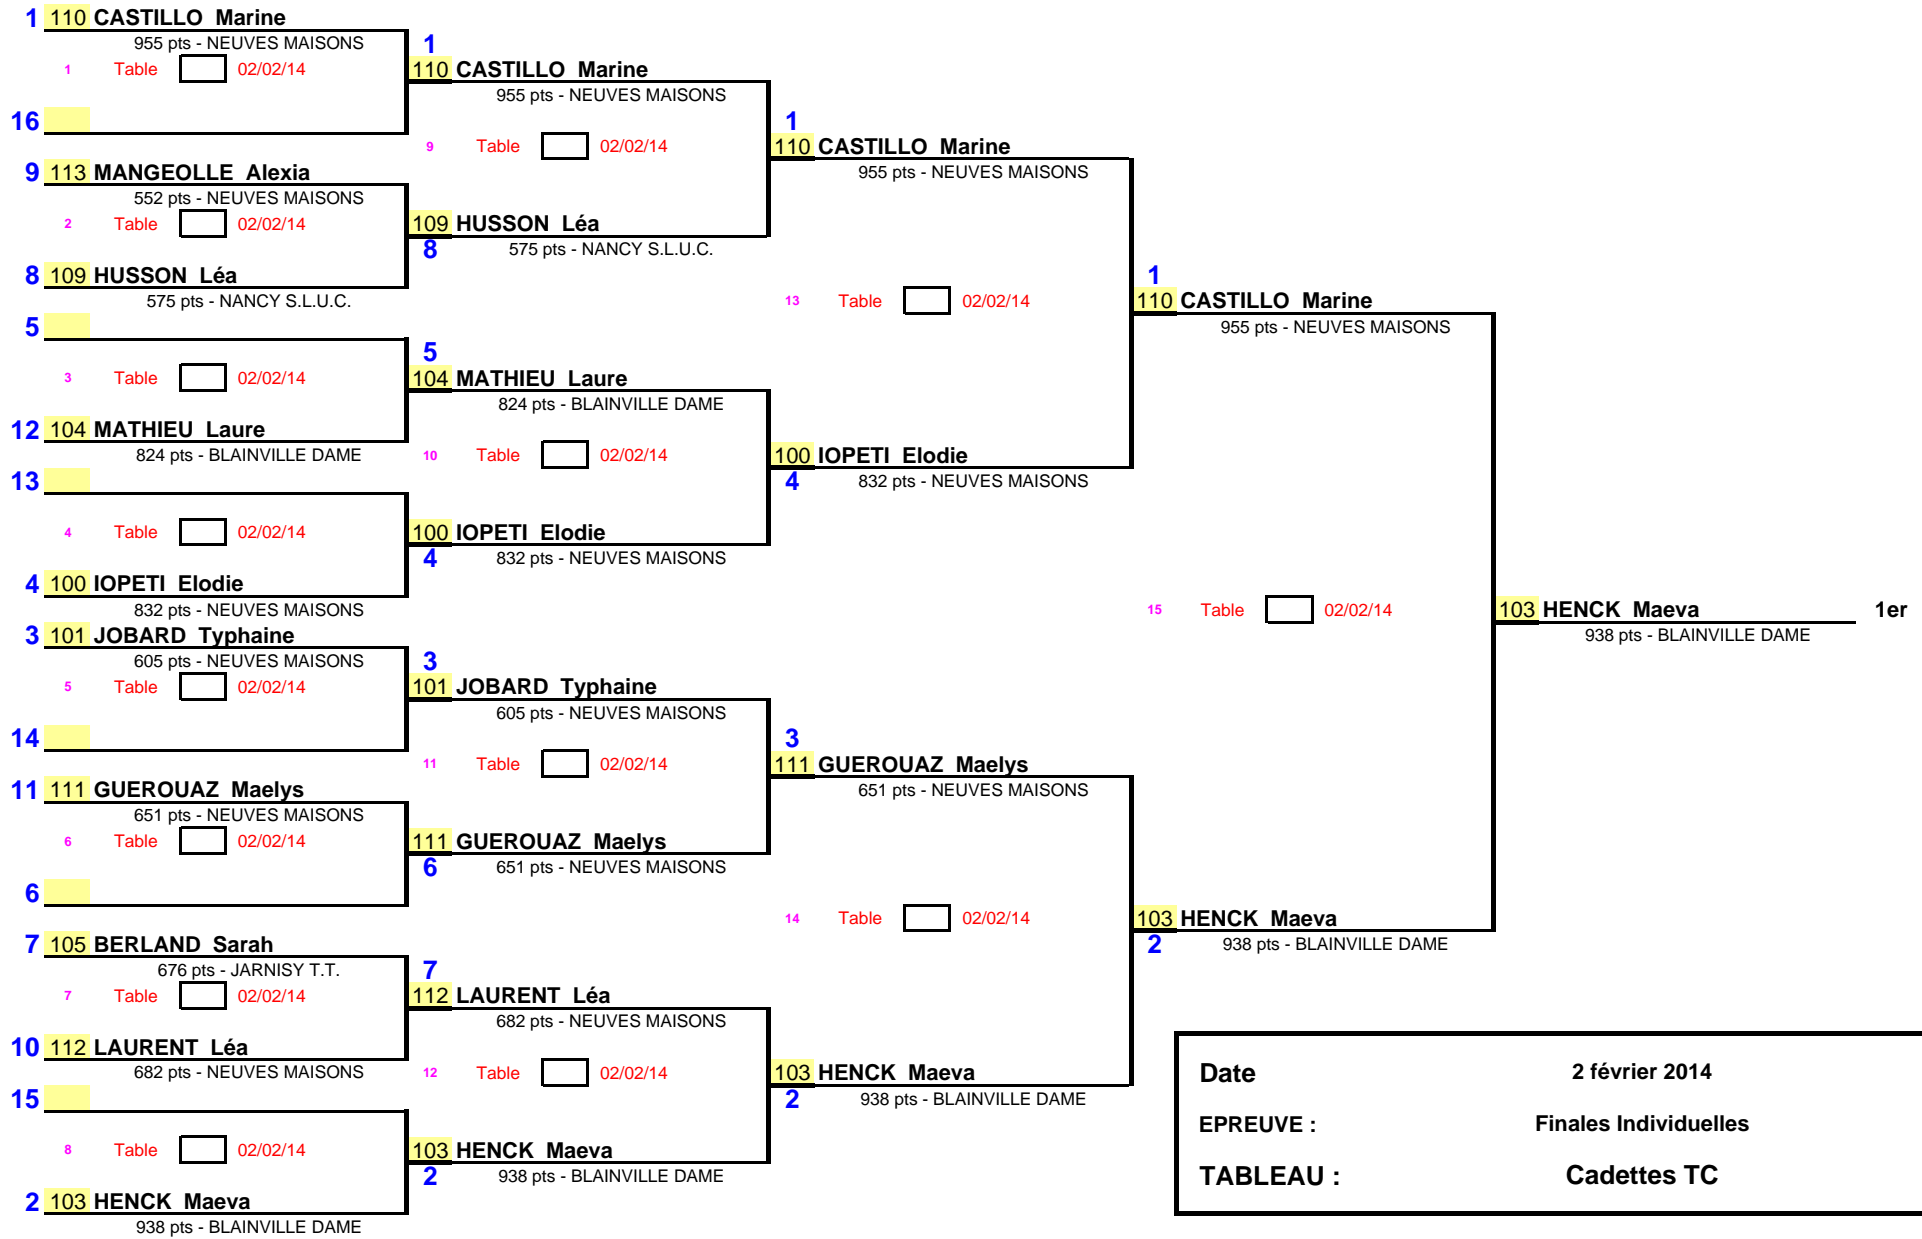 1 110 CASTILLO Marine
955 pts - NEUVES MAISONS
1 Table 02/02/14
16
9 113 MANGEOLLE Alexia
552 pts - NEUVES MAISONS
2 Table 02/02/14
8 109 HUSSON Léa
575 pts - NANCY S.L.U.C.
5
3 Table 02/02/14
12 104 MATHIEU Laure
824 pts - BLAINVILLE DAME
13
4 Table 02/02/14
4 100 IOPETI Elodie
832 pts - NEUVES MAISONS
3 101 JOBARD Typhaine
605 pts - NEUVES MAISONS
5 Table 02/02/14
14
11 111 GUEROUAZ Maelys
651 pts - NEUVES MAISONS
6 Table 02/02/14
6
7 105 BERLAND Sarah
676 pts - JARNISY T.T.
7 Table 02/02/14
10 112 LAURENT Léa
682 pts - NEUVES MAISONS
15
8 Table 02/02/14
2 103 HENCK Maeva
938 pts - BLAINVILLE DAME
1
110 CASTILLO Marine
955 pts - NEUVES MAISONS
9 Table 02/02/14
109 HUSSON Léa
8 575 pts - NANCY S.L.U.C.
5
104 MATHIEU Laure
824 pts - BLAINVILLE DAME
10 Table 02/02/14
100 IOPETI Elodie
4 832 pts - NEUVES MAISONS
3
101 JOBARD Typhaine
605 pts - NEUVES MAISONS
11 Table 02/02/14
111 GUEROUAZ Maelys
6 651 pts - NEUVES MAISONS
7
112 LAURENT Léa
682 pts - NEUVES MAISONS
12 Table 02/02/14
103 HENCK Maeva
2 938 pts - BLAINVILLE DAME
1
110 CASTILLO Marine
955 pts - NEUVES MAISONS
13 Table 02/02/14
100 IOPETI Elodie
4 832 pts - NEUVES MAISONS
3
111 GUEROUAZ Maelys
651 pts - NEUVES MAISONS
14 Table 02/02/14
103 HENCK Maeva
2 938 pts - BLAINVILLE DAME
1
110 CASTILLO Marine
955 pts - NEUVES MAISONS
15 Table 02/02/14
103 HENCK Maeva
2 938 pts - BLAINVILLE DAME
103 HENCK Maeva 1er
938 pts - BLAINVILLE DAME
Date 2 février 2014
EPREUVE : Finales Individuelles
TABLEAU : Cadettes TC